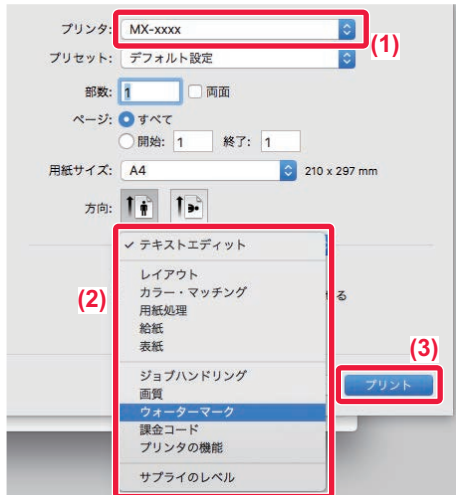 プリンタ: MX-xxxx
(1)
プリセット: デフォルト設定
部数: 1 両面
ページ: すべて
開始: 1 終了: 1
用紙サイズ: A4 210 x 297 mm
方向:
✓ テキストエディット
レイアウト
カラー・マッチング
る
用紙処理
(2)
給紙
表紙
(3)
ジョブハンドリング
プリント
画質
ウォーターマーク
課金コード
プリンタの機能
サプライのレベル